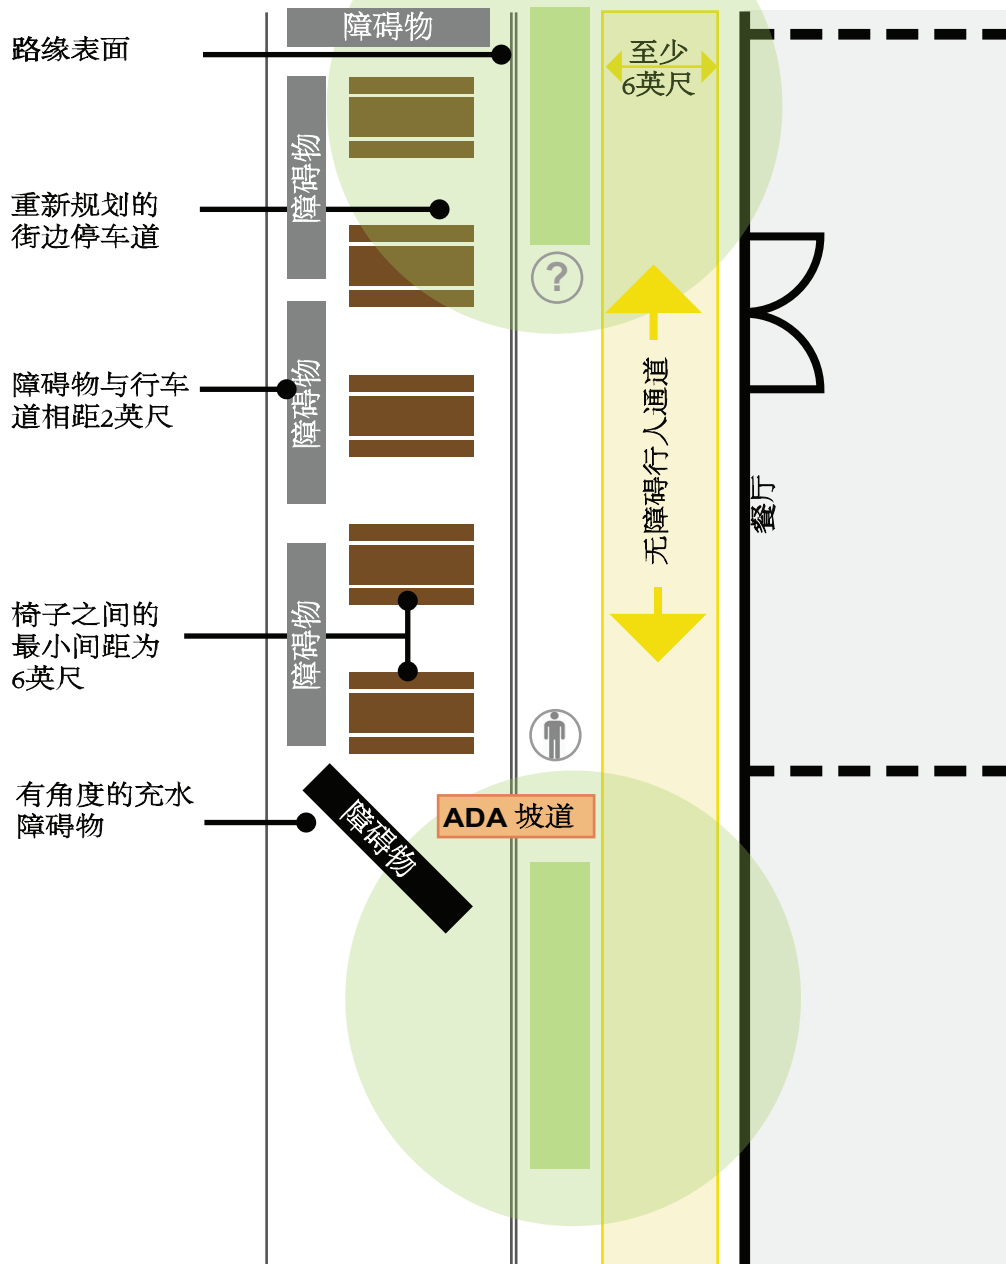 障碍物
路缘表面
至少
6英尺
障碍物
重新规划的
街边停车道
?
障碍物
障碍物与行车
道相距2英尺
无障碍行人通道
餐厅
障碍物
椅子之间的
最小间距为
6英尺
有角度的充水
障碍物
障碍物
ADA 坡道